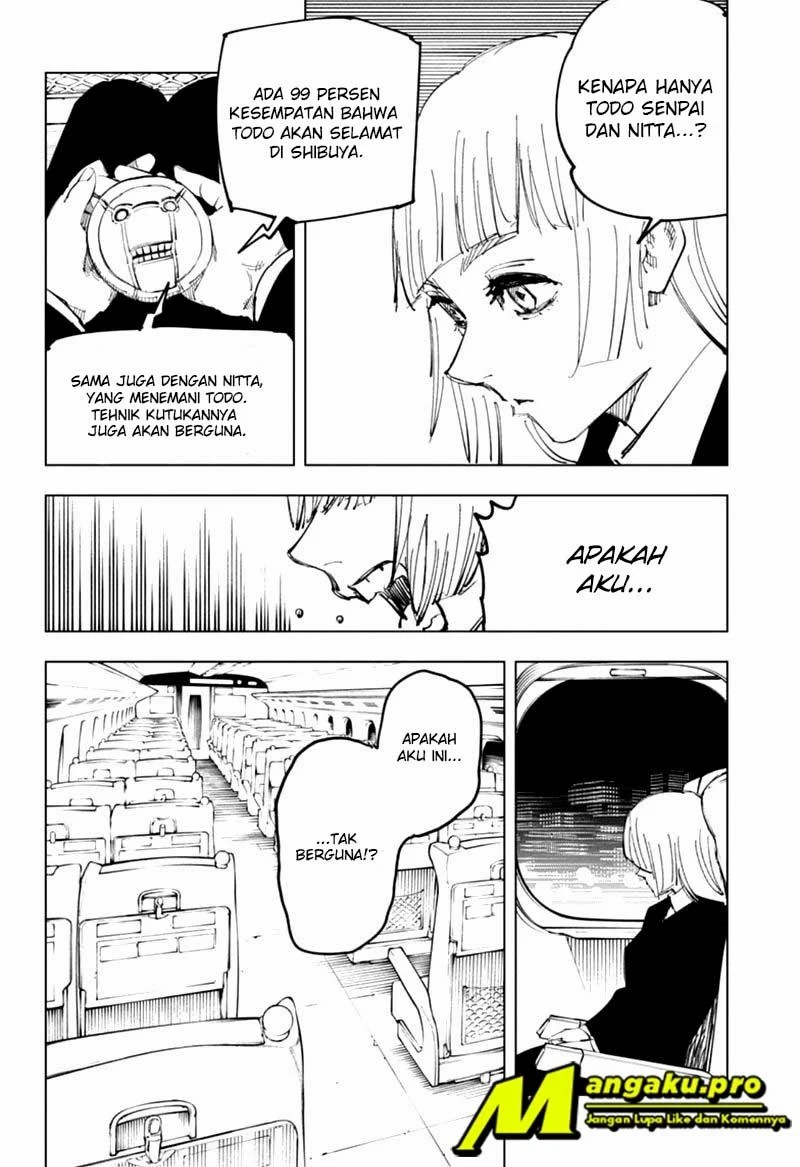 KENAPA HANYA
TODO SENPAI
DAN NITTA...?
ADA 99 PERSEN
KESEMPATAN BAHWA
TODO AKAN SELAMAT
DI SHIBUYA.
SAMA JUGA DENGAN NITTA,
YANG MENEMANI TODO.
TEHNIK KUTUKANNYA
JUGA AKAN BERGUNA.
APAKAH
AKU...
APAKAH
AKU INI...
...TAK
BERGUNA!?
Mangaku.pro
Jangan Lupa Like dan Komennya